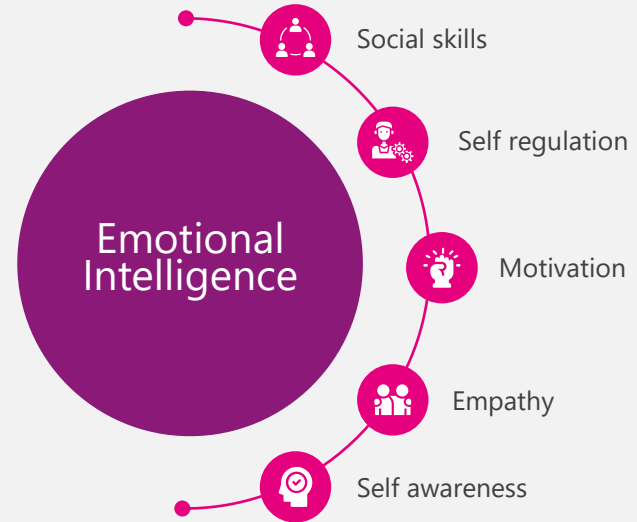 Social skills
Self regulation
Emotional
Intelligence
Motivation
Empathy
Self awareness